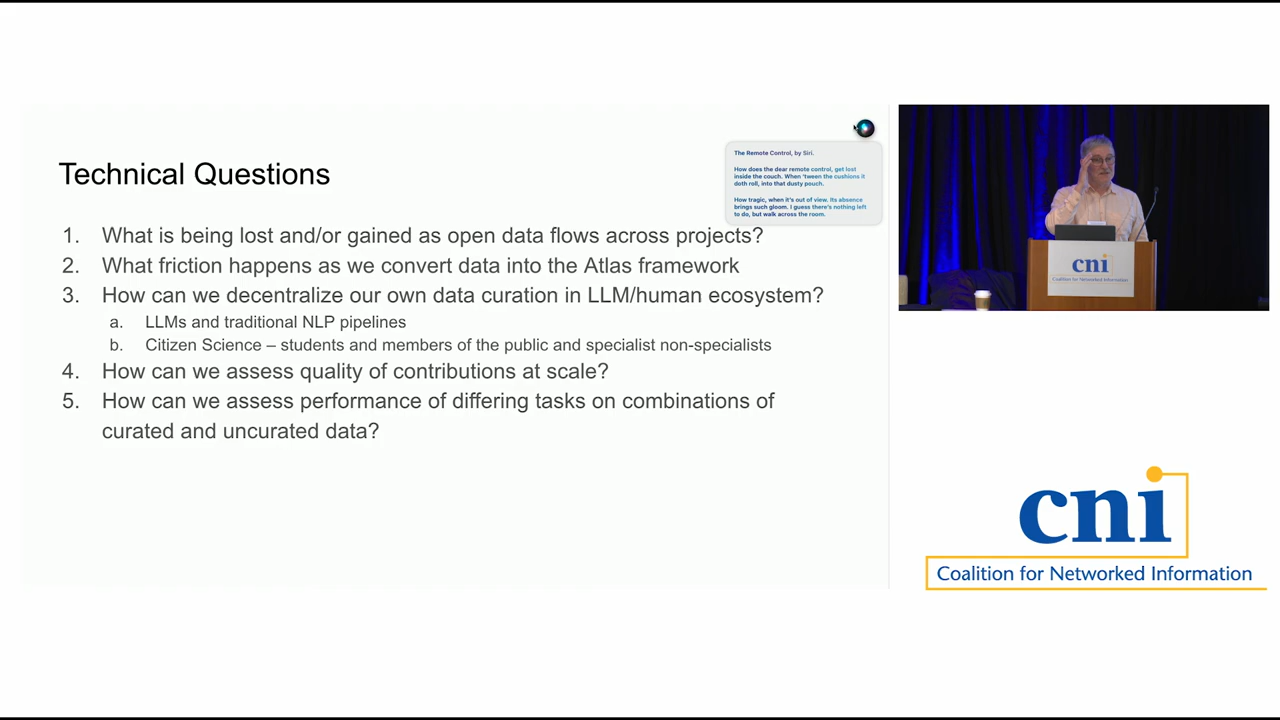 Technical Questions
The Remote Control, by Siri.
How does the dear remote control, get lost
inside the couch. When 'tween the cushions it
doth roll, into that dusty pouch.
How tragic, when it's out of view. Its absence
brings such gloom. I guess there's nothing left
to do, but walk across the room.
1. What is being lost and/or gained as open data flows across projects?
2. What friction happens as we convert data into the Atlas framework
3. How can we decentralize our own data curation in LLM/human ecosystem?
a. LLMs and traditional NLP pipelines
b. Citizen Science – students and members of the public and specialist non-specialists
4. How can we assess quality of contributions at scale?
5. How can we assess performance of differing tasks on combinations of
curated and uncurated data?
cni
Coalition for Networked Information
cni
Coalition for Networked Information